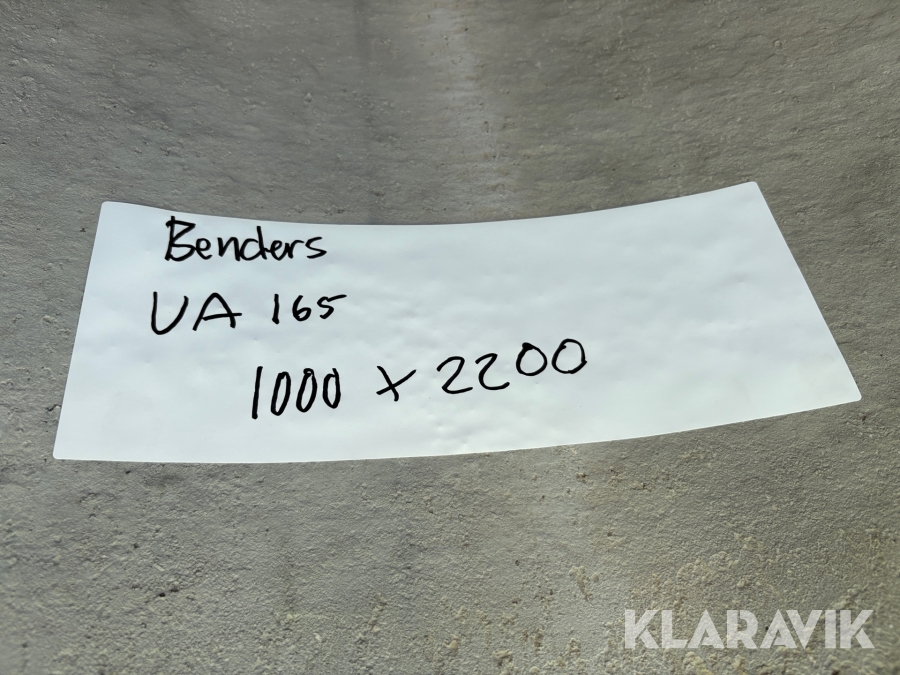 Benders
UA 165
1000 x 2200
KLARAVIK